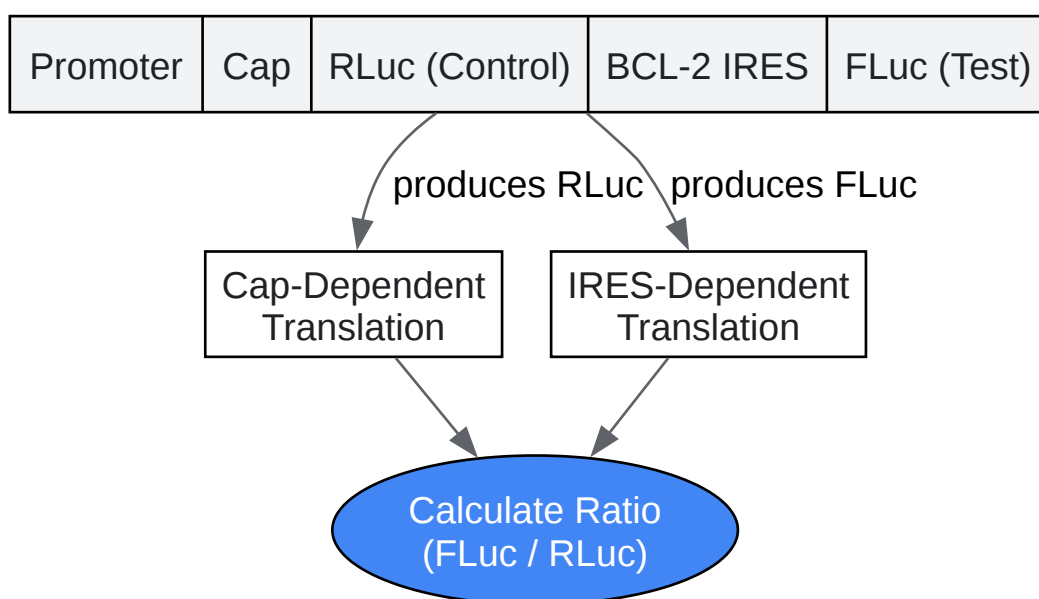 Promoter
Cap
RLuc (Control)
BCL-2 IRES
FLuc (Test)
produces RLuc
produces FLuc
Cap-Dependent
Translation
IRES-Dependent
Translation
Calculate Ratio
(FLuc / RLuc)